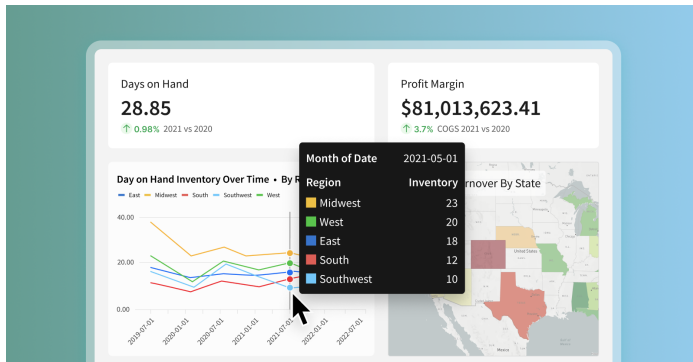 Days on Hand
28.85
↑ 0.98% 2021 vs 2020
Profit Margin
$81,013,623.41
↑ 3.7% COGS 2021 vs 2020
Day on Hand Inventory Over Time • By R
East Midwest South Southwest West
40.00
20.00
0.00
2019-07-01
2020-01-01
2020-07-01
2021-01-01
2021-07-01
2022-01-01
2022-07-01
Month of Date 2021-05-01
Region Inventory
Midwest 23
West 20
East 18
South 12
Southwest 10
rnover By State
United States
Mexico